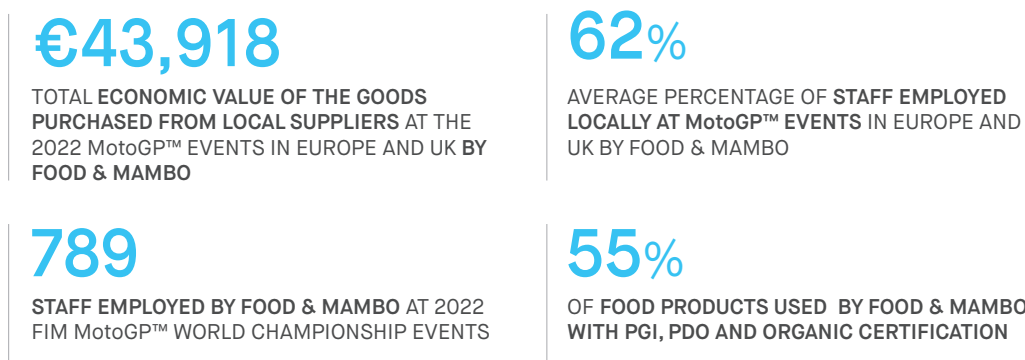 €43,918
TOTAL ECONOMIC VALUE OF THE GOODS
PURCHASED FROM LOCAL SUPPLIERS AT THE
2022 MotoGP™ EVENTS IN EUROPE AND UK BY
FOOD & MAMBO
62%
AVERAGE PERCENTAGE OF STAFF EMPLOYED
LOCALLY AT MotoGP™ EVENTS IN EUROPE AND
UK BY FOOD & MAMBO
789
STAFF EMPLOYED BY FOOD & MAMBO AT 2022
FIM MotoGP™ WORLD CHAMPIONSHIP EVENTS
55%
OF FOOD PRODUCTS USED BY FOOD & MAMBO
WITH PGI, PDO AND ORGANIC CERTIFICATION